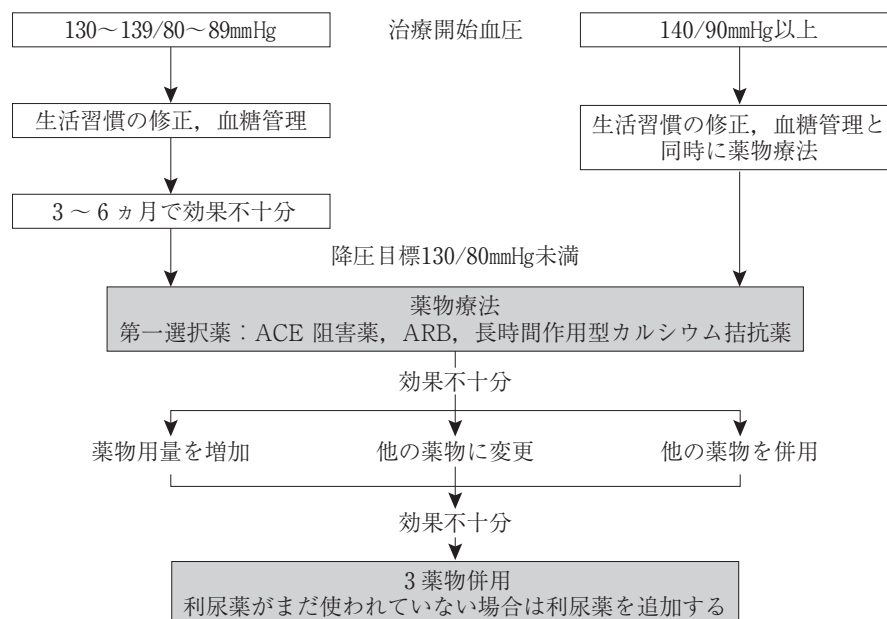 130〜139/80〜89mmHg
治療開始血圧
140/90mmHg以上
生活習慣の修正，血糖管理
生活習慣の修正，血糖管理と
同時に薬物療法
3〜6ヵ月で効果不十分
降圧目標130/80mmHg未満
薬物療法
第一選択薬：ACE 阻害薬，ARB，長時間作用型カルシウム拮抗薬
効果不十分
薬物用量を増加
他の薬物に変更
他の薬物を併用
効果不十分
3薬物併用
利尿薬がまだ使われていない場合は利尿薬を追加する